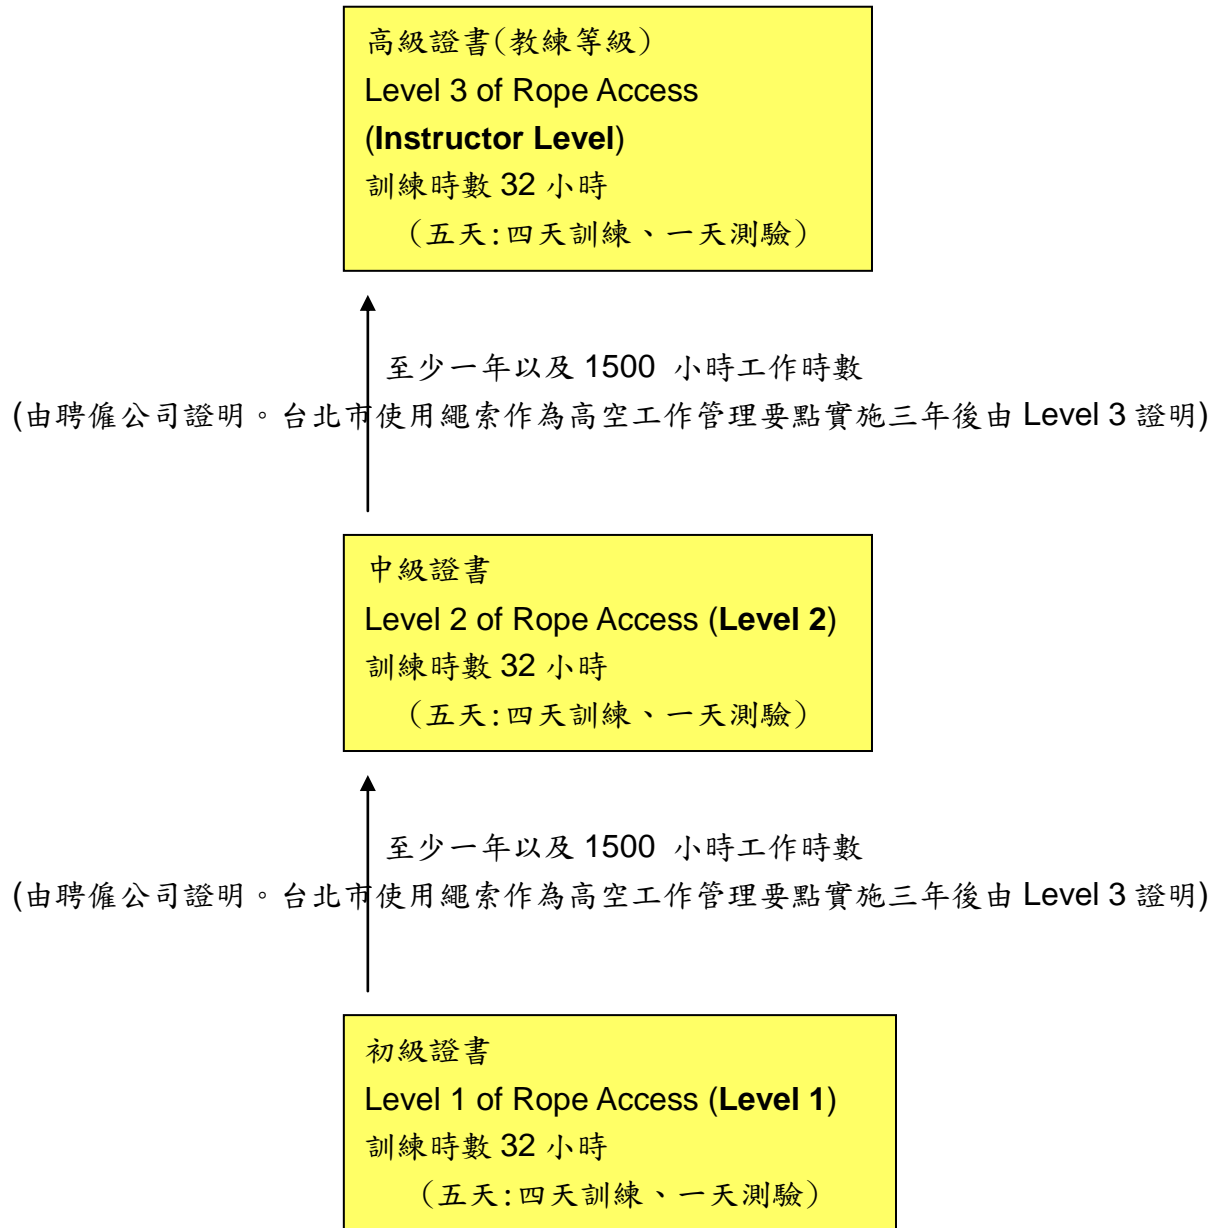 高級證書(教練等級)
Level 3 of Rope Access
(Instructor Level)
訓練時數 32 小時
(五天:四天訓練、一天測驗)
至少一年以及 1500 小時工作時數
(由聘僱公司證明。台北市使用繩索作為高空工作管理要點實施三年後由 Level 3 證明)
中級證書
Level 2 of Rope Access (Level 2)
訓練時數 32 小時
(五天:四天訓練、一天測驗)
至少一年以及 1500 小時工作時數
(由聘僱公司證明。台北市使用繩索作為高空工作管理要點實施三年後由 Level 3 證明)
初級證書
Level 1 of Rope Access (Level 1)
訓練時數 32 小時
(五天:四天訓練、一天測驗)